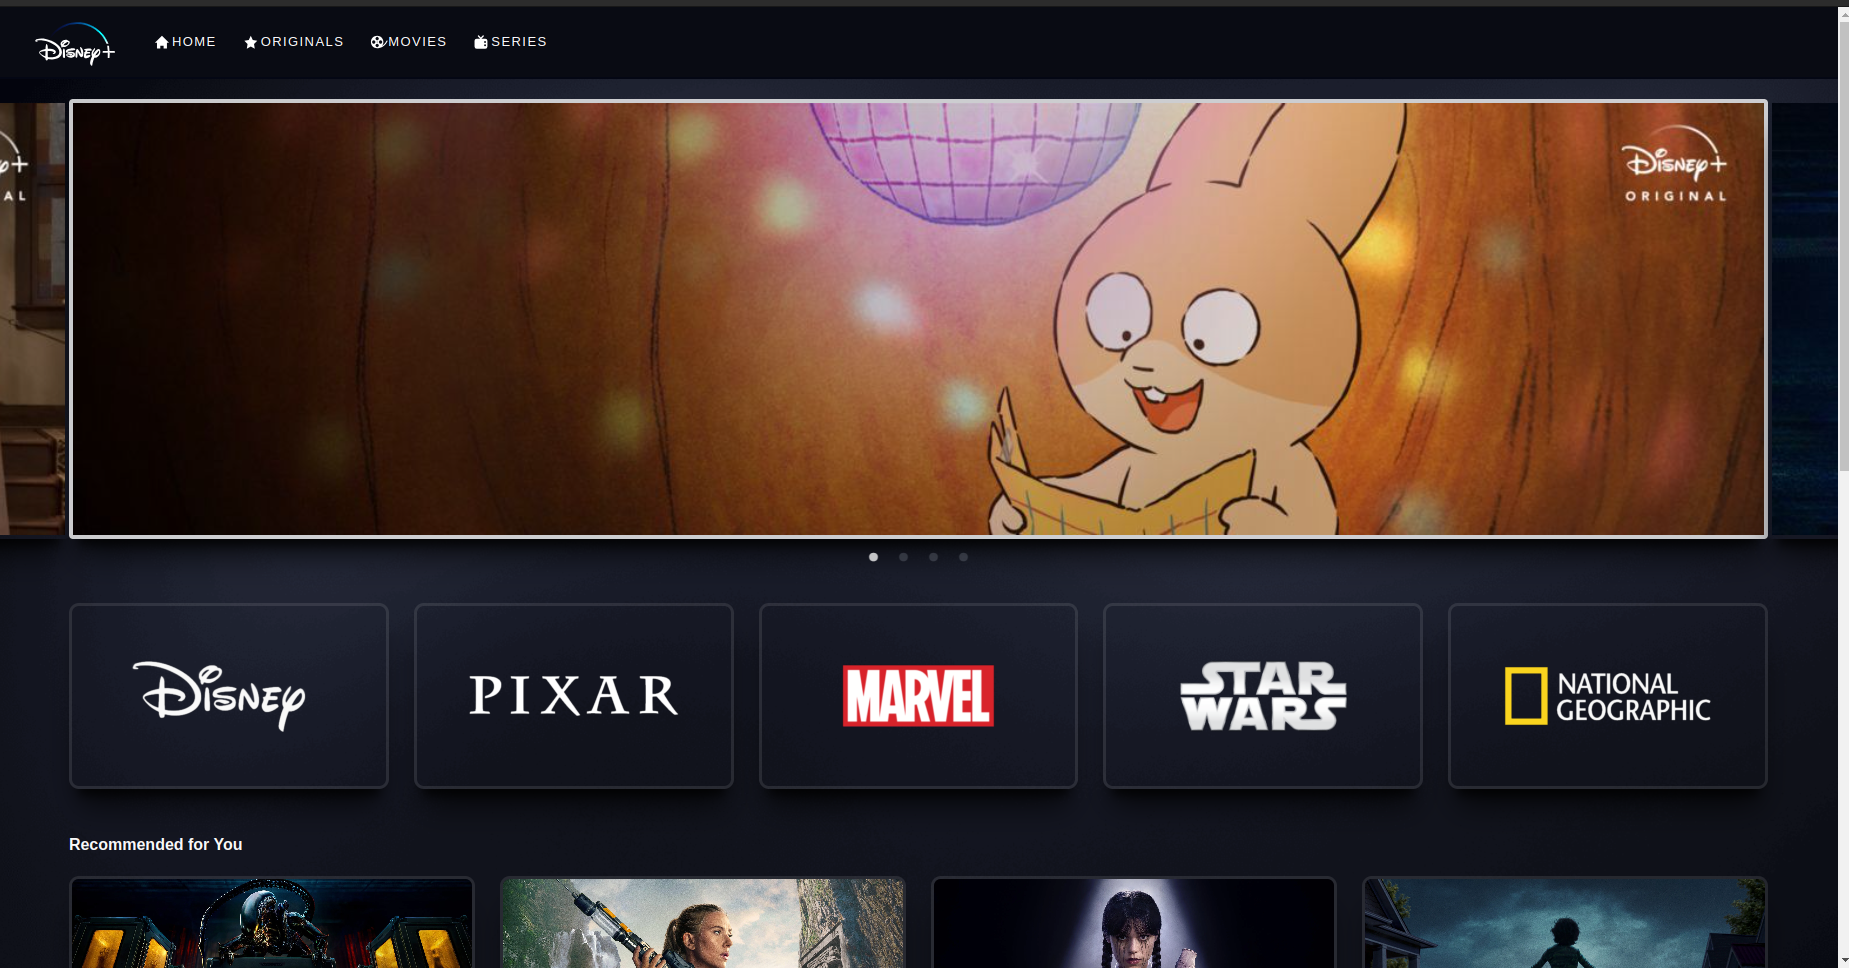 Disney+
HOME
ORIGINALS
MOVIES
SERIES
y+
AL
Disney+
ORIGINAL
Disney
PIXAR
MARVEL
STAR
WARS
NATIONAL
GEOGRAPHIC
Recommended for You